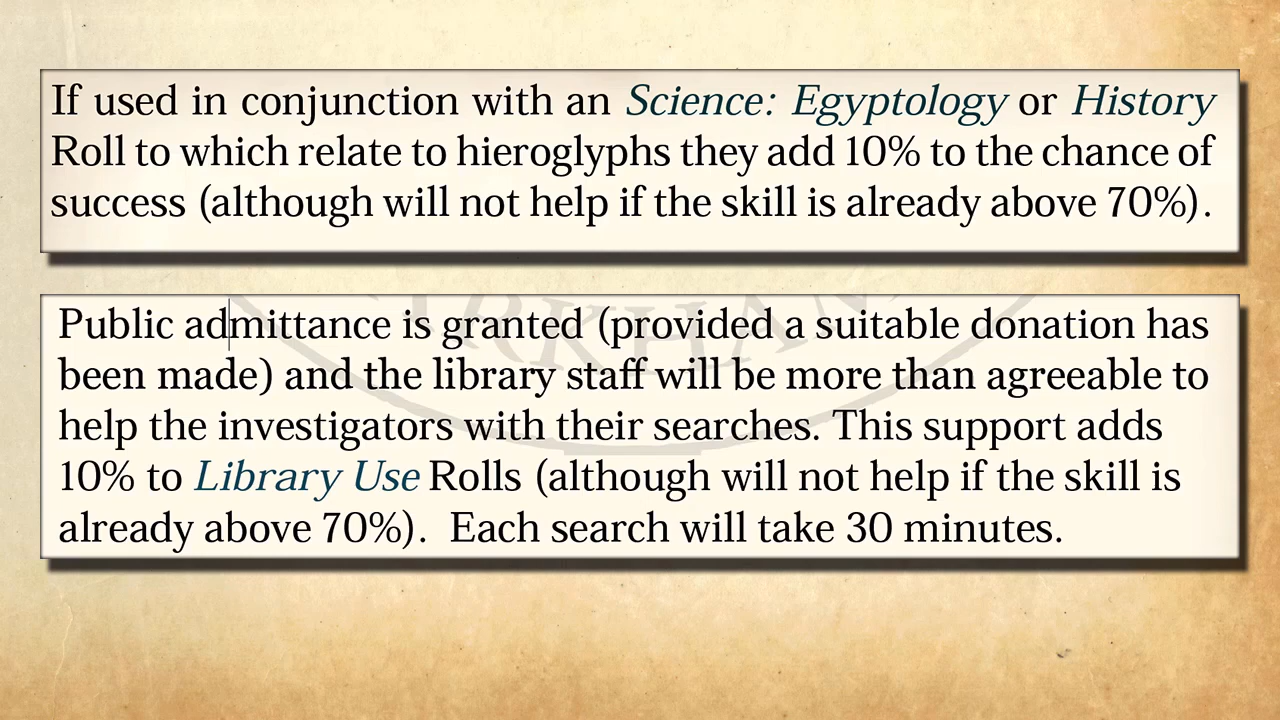 If used in conjunction with an Science: Egyptology or History
Roll to which relate to hieroglyphs they add 10% to the chance of
success (although will not help if the skill is already above 70%).
Public admittance is granted (provided a suitable donation has
been made) and the library staff will be more than agreeable to
help the investigators with their searches. This support adds
10% to Library Use Rolls (although will not help if the skill is
already above 70%).  Each search will take 30 minutes.